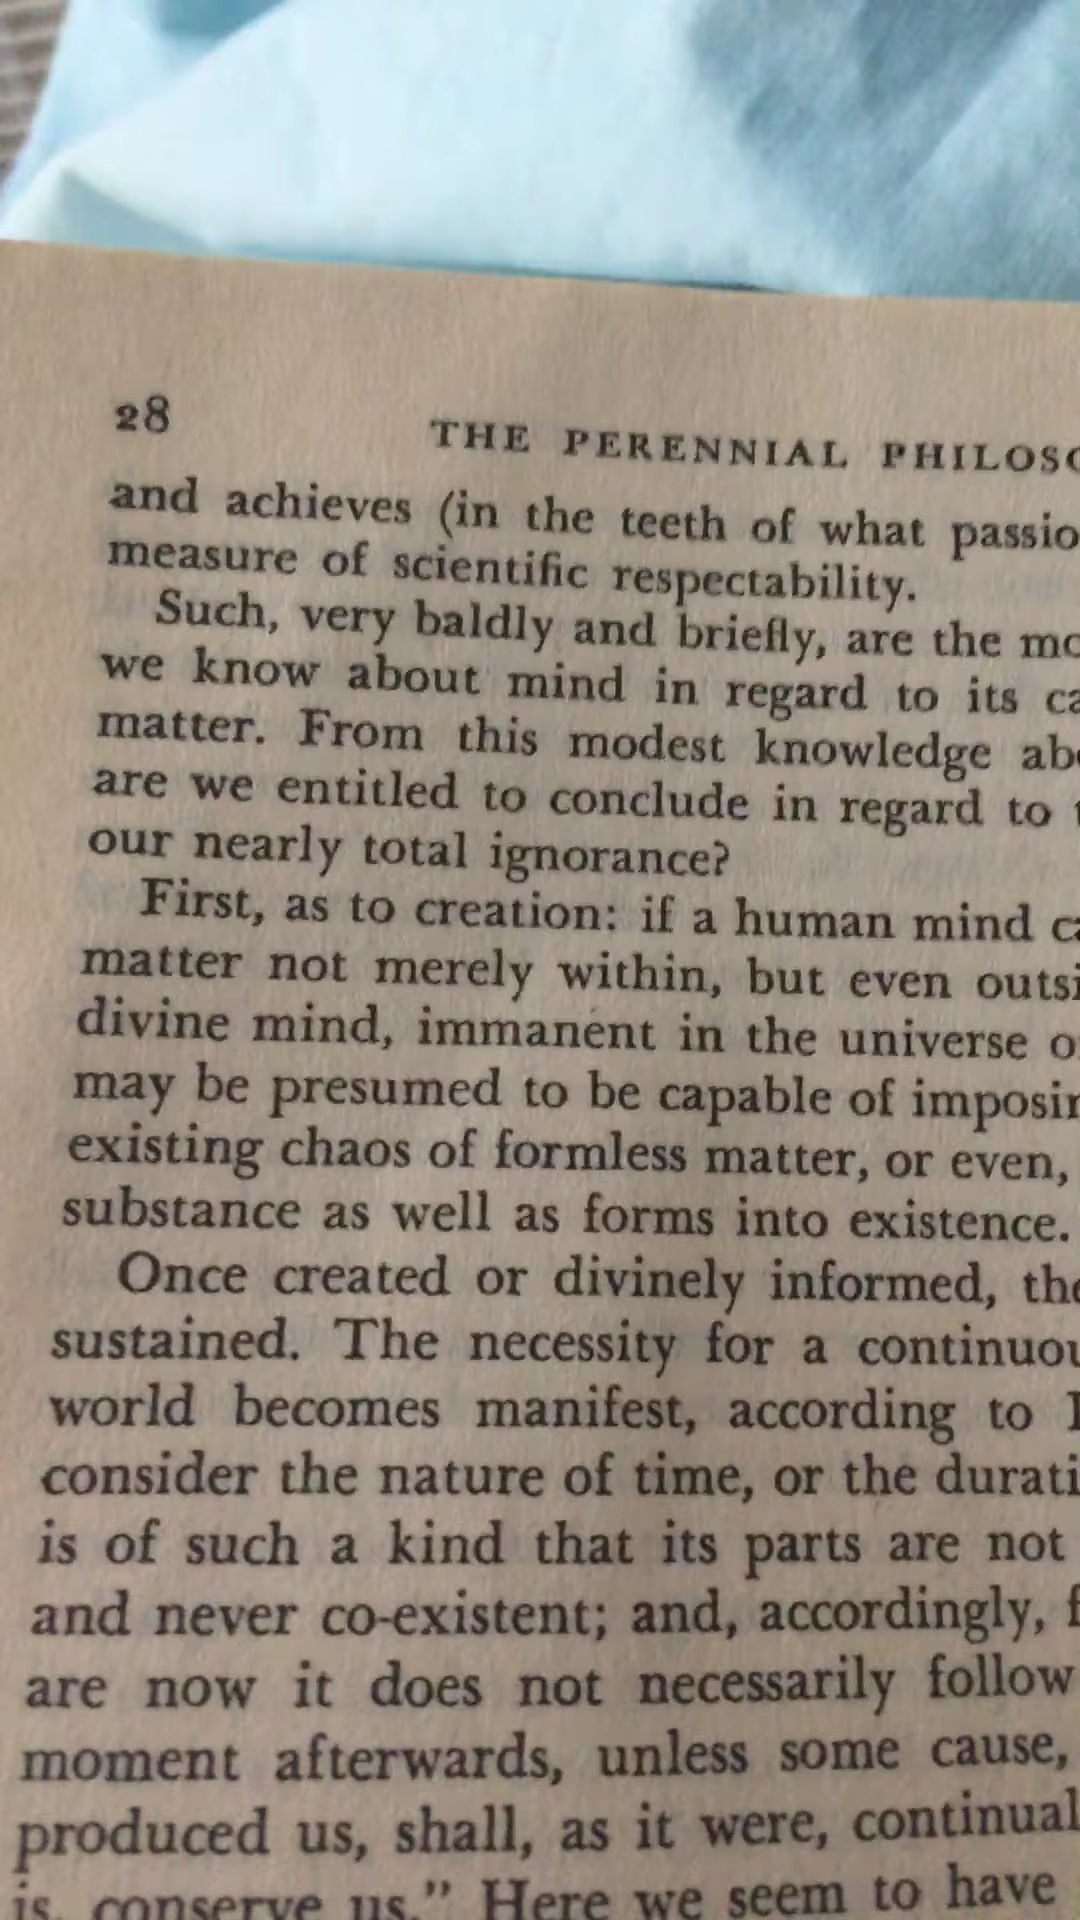 28
THE PERENNIAL PHILOSO
and achieves (in the teeth of what passio
measure of scientific respectability.
Such, very baldly and briefly, are the mo
we know about mind in regard to its ca
matter. From this modest knowledge abo
are we entitled to conclude in regard to t
our nearly total ignorance?
First, as to creation: if a human mind ca
matter not merely within, but even outsi
divine mind, immanent in the universe o
may be presumed to be capable of imposin
existing chaos of formless matter, or even,
substance as well as forms into existence.
Once created or divinely informed, the
sustained. The necessity for a continuou
world becomes manifest, according to
consider the nature of time, or the durati
is of such a kind that its parts are not
and never co-existent; and, accordingly, f
are now it does not necessarily follow
moment afterwards, unless some cause,
produced us, shall, as it were, continual
is, conserve us." Here we seem to have